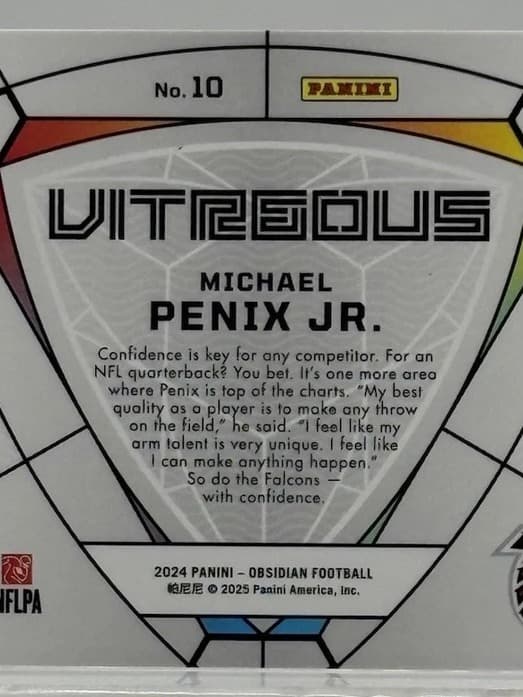 No. 10
PANINI
VITREOUS
MICHAEL
PENIX JR.
Confidence is key for any competitor. For an
NFL quarterback? You bet. It's one more area
where Penix is top of the charts. "My best
quality as a player is to make any throw
on the field," he said. "I feel like my
arm talent is very unique. I feel like
I can make anything happen."
So do the Falcons —
with confidence.
2024 PANINI – OBSIDIAN FOOTBALL
帕尼尼 © 2025 Panini America, Inc.
NFLPA